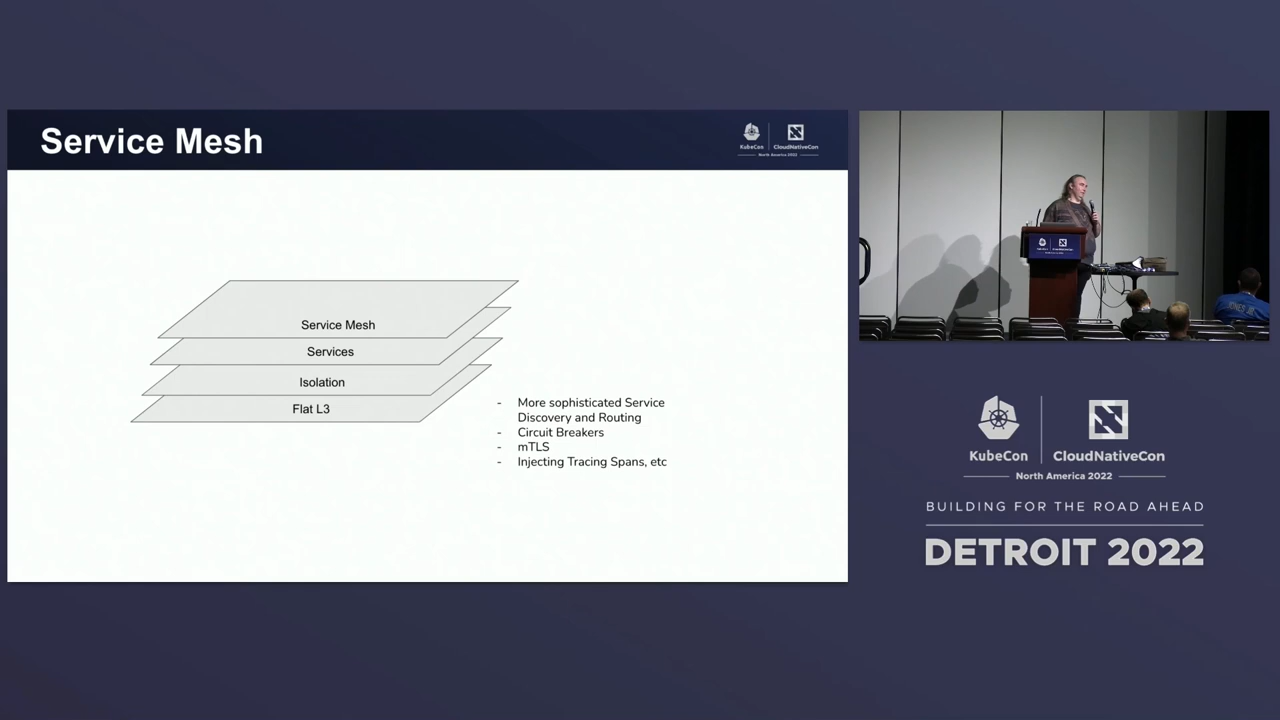 Service Mesh
KubeCon
CloudNativeCon
North America 2022
Service Mesh
Services
Isolation
Flat L3
- More sophisticated Service
Discovery and Routing
- Circuit Breakers
- mTLS
- Injecting Tracing Spans, etc
KubeCon
CloudNativeCon
North America 2022
BUILDING FOR THE ROAD AHEAD
DETROIT 2022